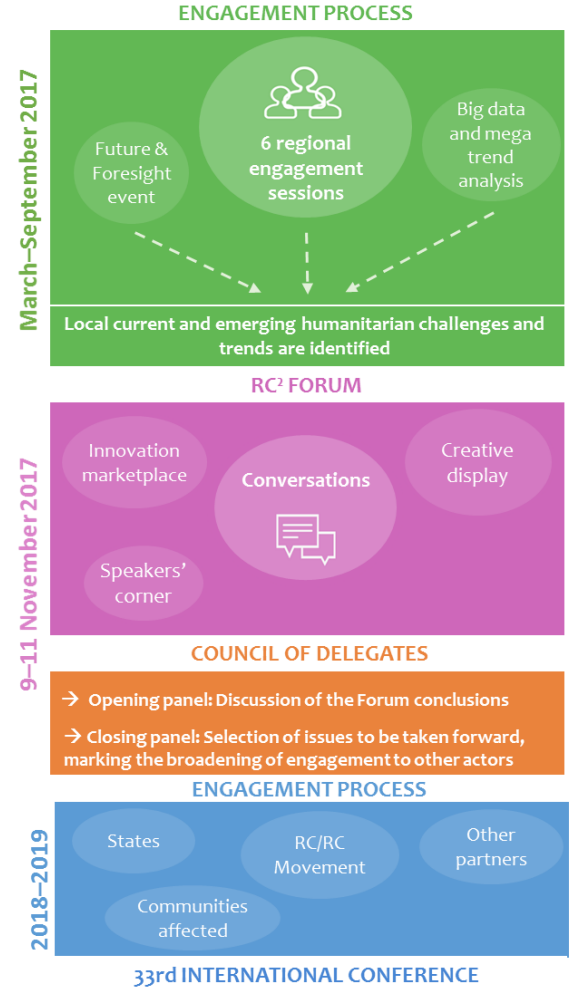 ENGAGEMENT PROCESS
March–September 2017
Future &
Foresight
event
6 regional
engagement
sessions
Big data
and mega
trend
analysis
Local current and emerging humanitarian challenges and
trends are identified
RC² FORUM
9–11 November 2017
Innovation
marketplace
Conversations
Creative
display
Speakers’
corner
COUNCIL OF DELEGATES
→ Opening panel: Discussion of the Forum conclusions
→ Closing panel: Selection of issues to be taken forward,
marking the broadening of engagement to other actors
ENGAGEMENT PROCESS
2018–2019
States
RC/RC
Movement
Other
partners
Communities
affected
33rd INTERNATIONAL CONFERENCE